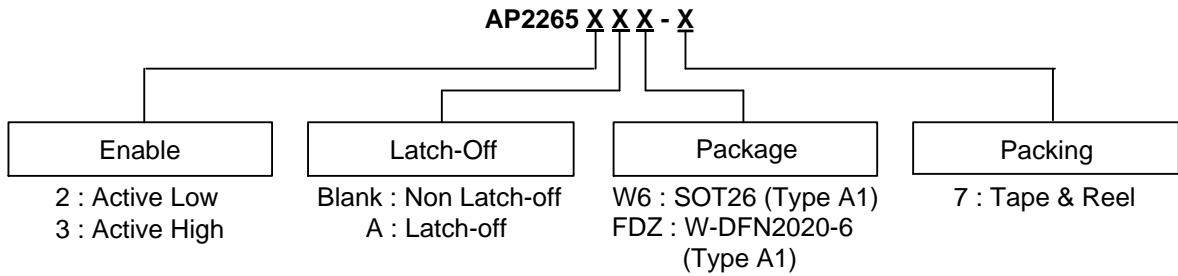 AP2265 X X X - X
Enable
Latch-Off
Package
Packing
2 : Active Low
3 : Active High
Blank : Non Latch-off
A : Latch-off
W6 : SOT26 (Type A1)
FDZ : W-DFN2020-6
(Type A1)
7 : Tape & Reel